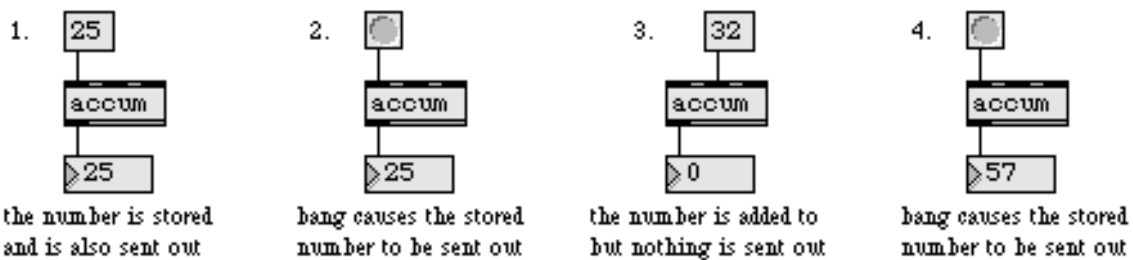 1. 25
accum
25
the number is stored
and is also sent out
2.
accum
25
bang causes the stored
number to be sent out
3. 32
accum
0
the number is added to
but nothing is sent out
4.
accum
57
bang causes the stored
number to be sent out